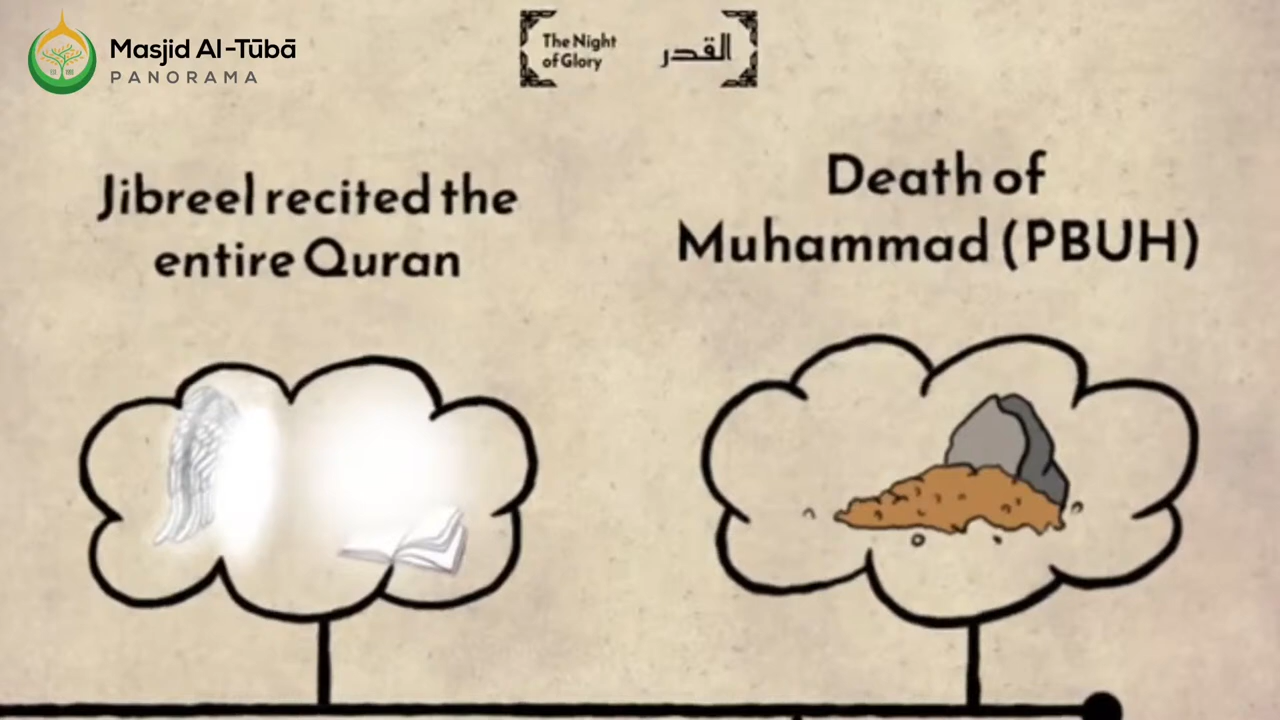 Masjid Al-Tūbā
PANORAMA
The Night
of Glory
القدر
Jibreel recited the
entire Quran
Death of
Muhammad (PBUH)